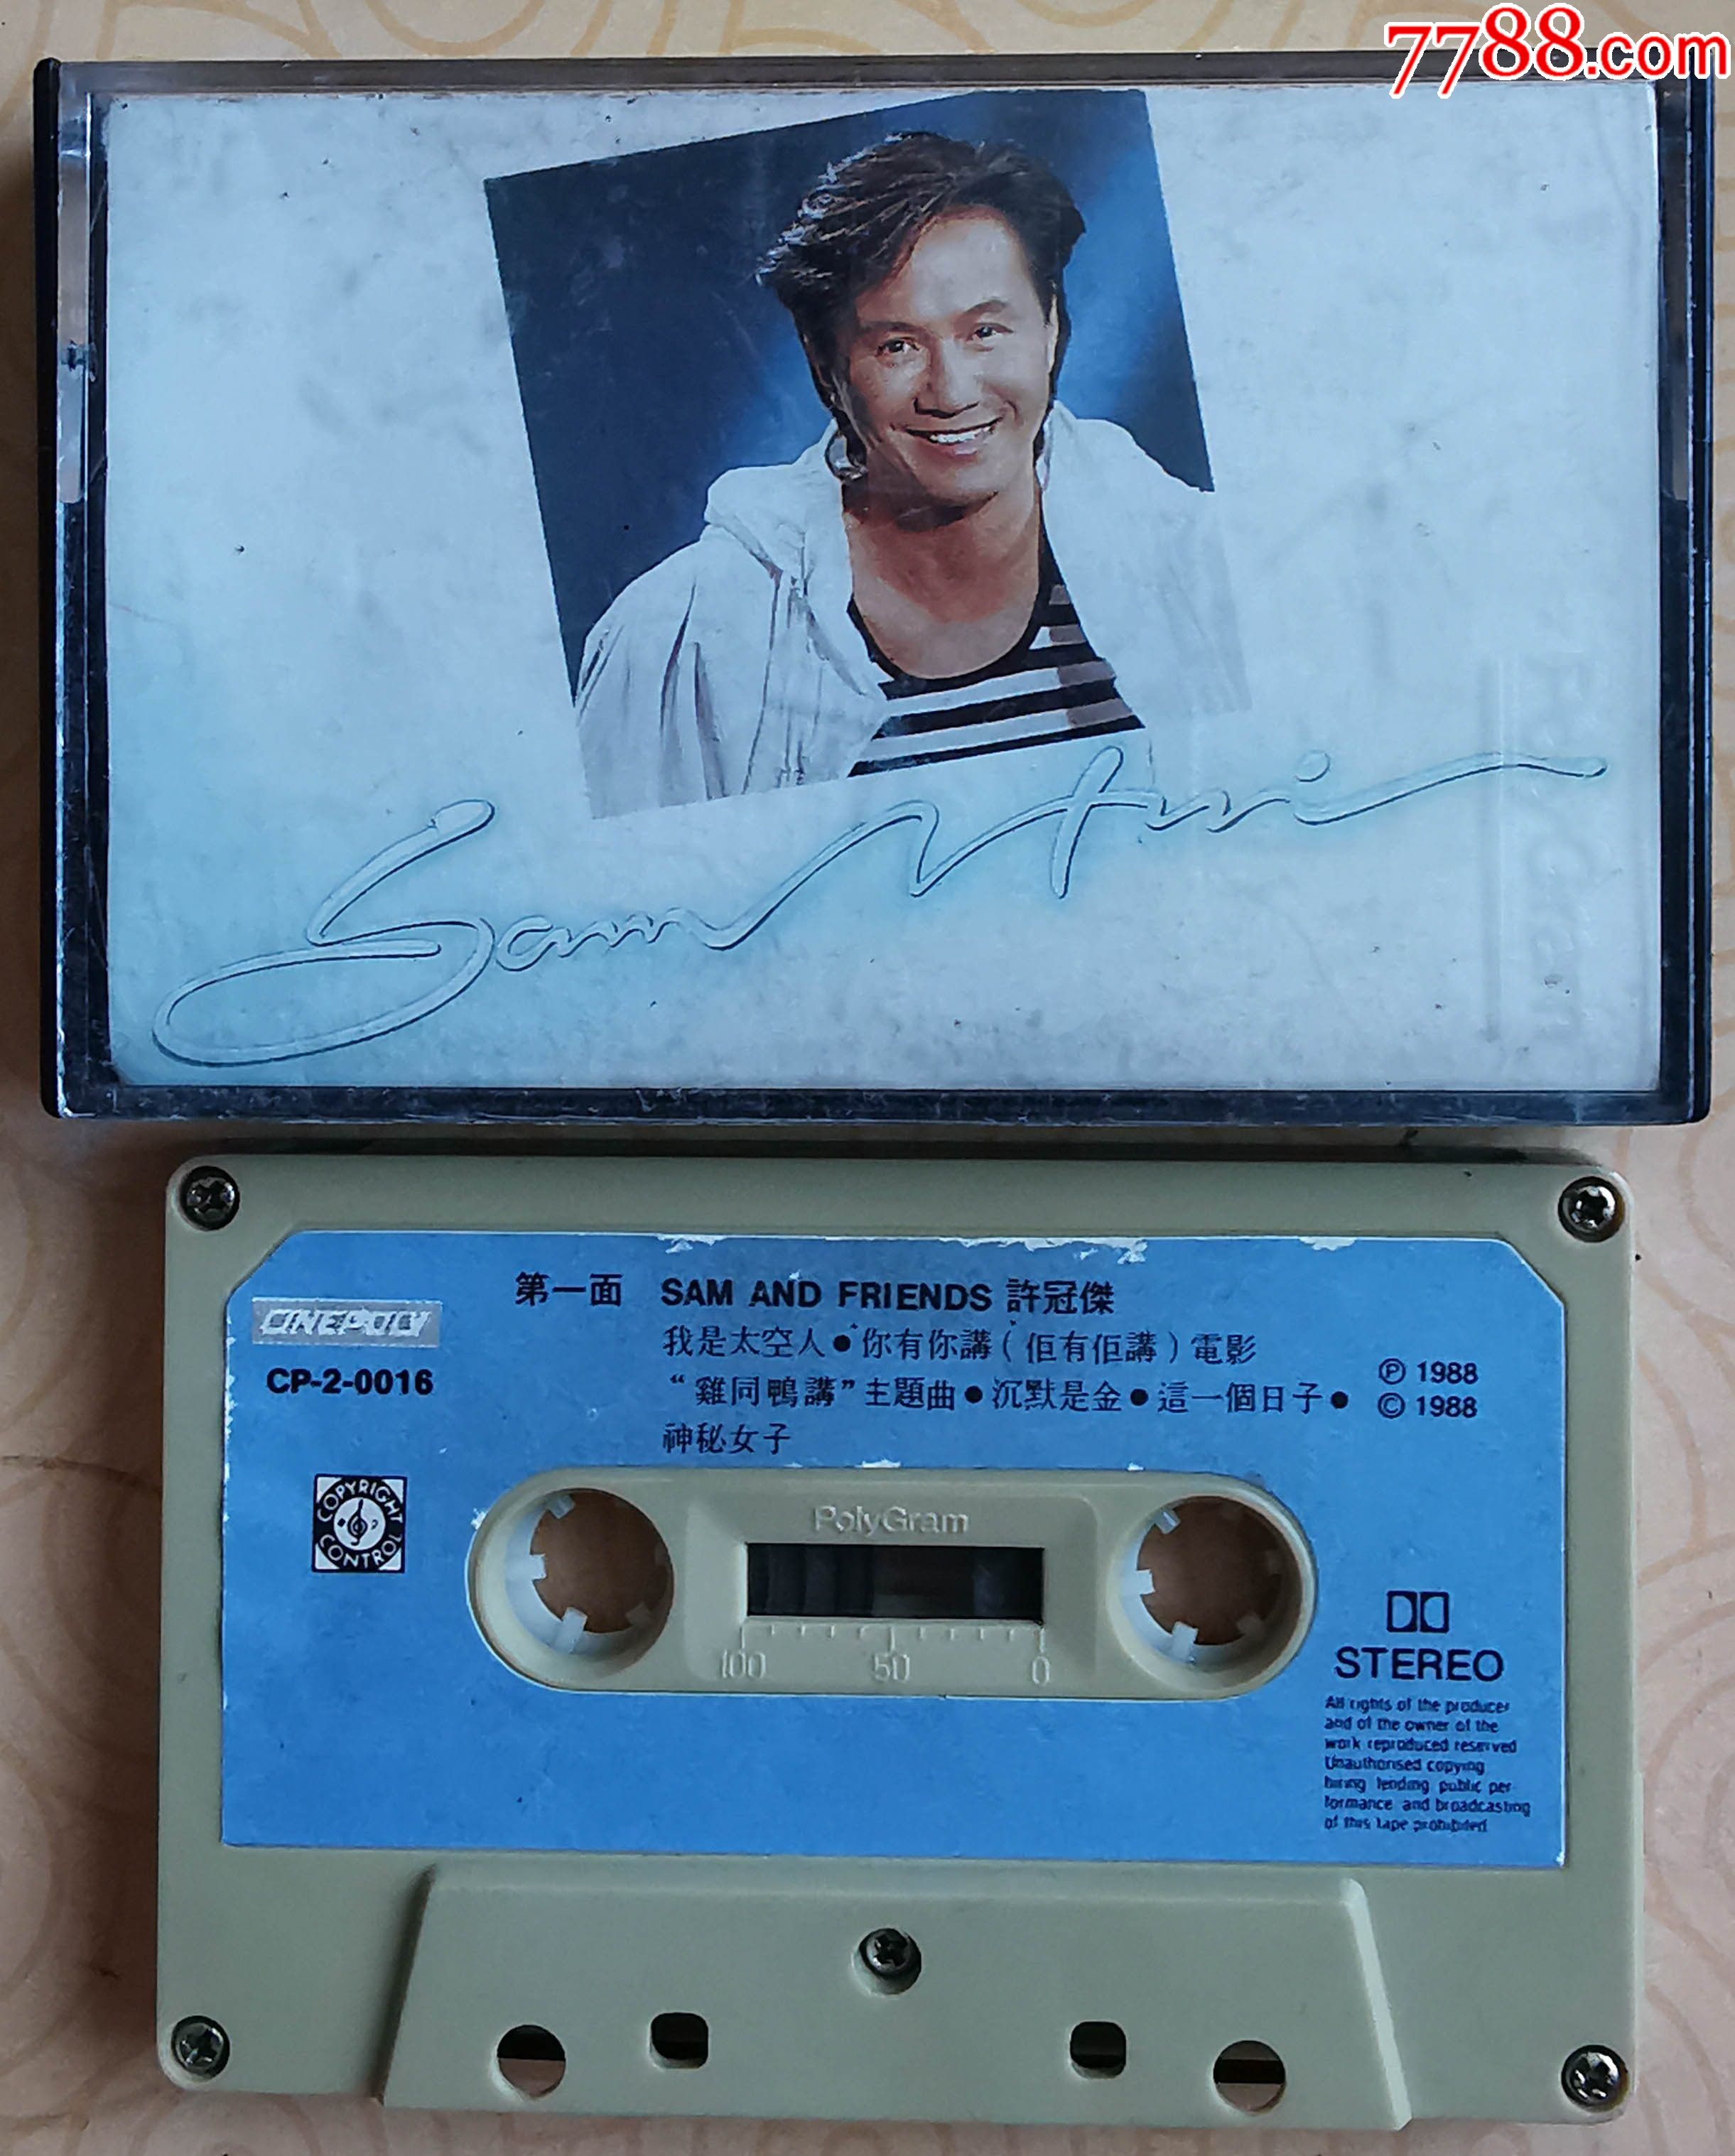 7788.com
Sam Hui
PolyGram
第一面 SAM AND FRIENDS 許冠傑
CINEPOLY
我是太空人●你有你講（佢有佢講）電影
CP-2-0016
“雞同鴨講”主題曲●沉默是金●這一個日子●
Ⓟ 1988
© 1988
神秘女子
COPYRIGHT
CONTROL
PolyGram
100 50 0
STEREO
All rights of the producer
and of the owner of the
work reproduced reserved
Unauthorised copying
hiring lending public per
formance and broadcasting
of this tape prohibited